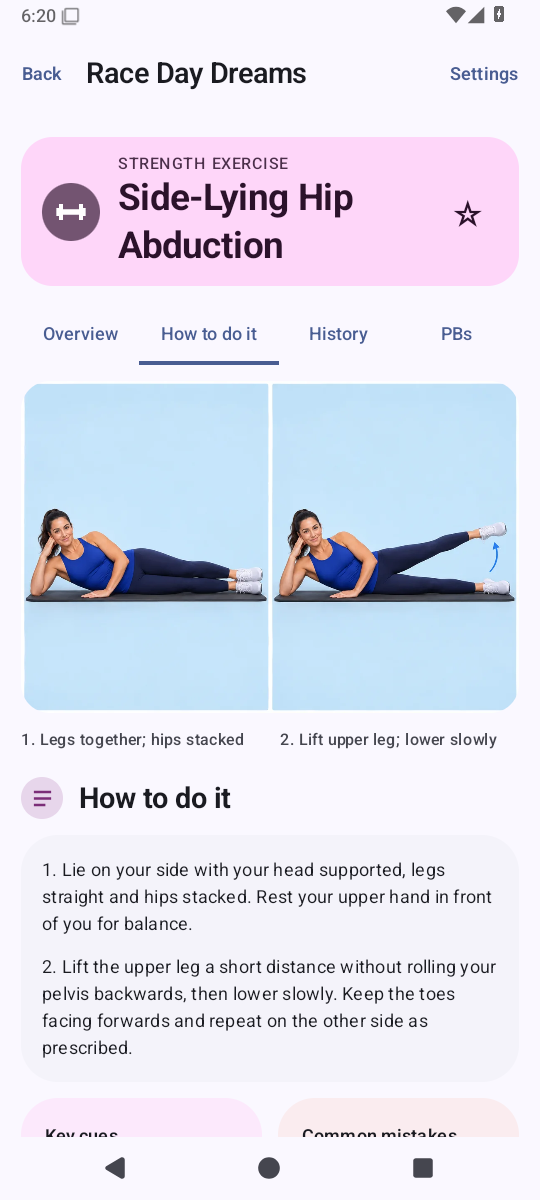 6:20
Back
Race Day Dreams
Settings
STRENGTH EXERCISE
Side-Lying Hip
Abduction
Overview
How to do it
History
PBs
1. Legs together; hips stacked
2. Lift upper leg; lower slowly
How to do it
1. Lie on your side with your head supported, legs
straight and hips stacked. Rest your upper hand in front
of you for balance.
2. Lift the upper leg a short distance without rolling your
pelvis backwards, then lower slowly. Keep the toes
facing forwards and repeat on the other side as
prescribed.
Key cues
Common mistakes